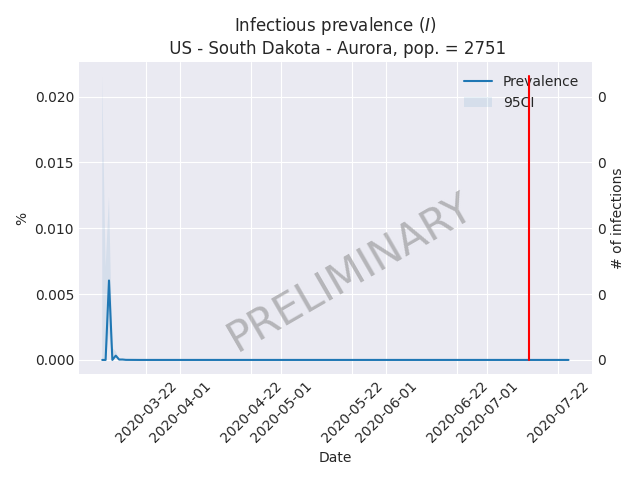 Infectious prevalence (I)
US - South Dakota - Aurora, pop. = 2751
Prevalence
95CI
0.020
0.015
0.010
0.005
0.000
%
0
0
0
0
0
# of infections
PRELIMINARY
2020-03-22
2020-04-01
2020-04-22
2020-05-01
2020-05-22
2020-06-01
2020-06-22
2020-07-01
2020-07-22
Date